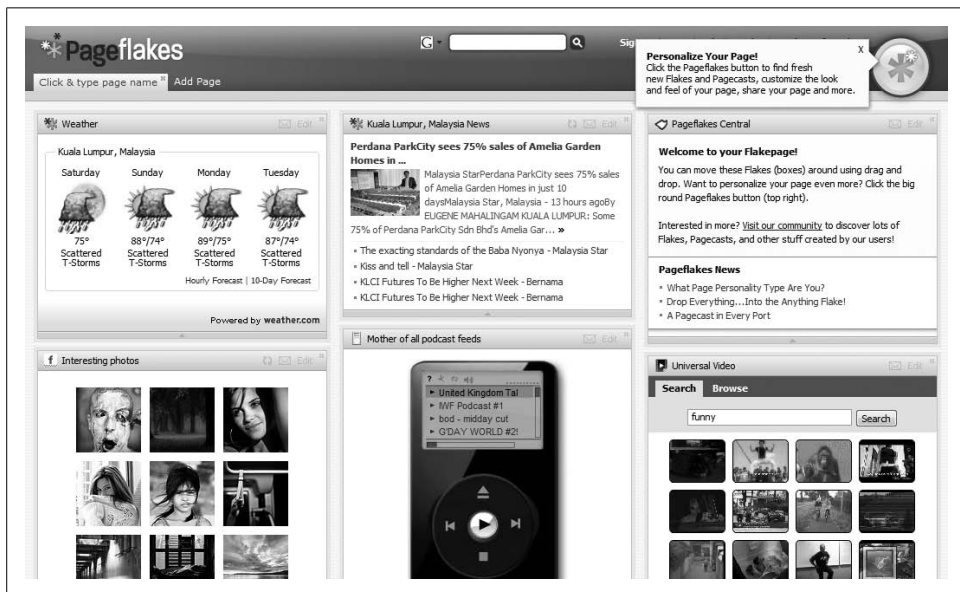 Pageflakes
G
Sig
Personalize Your Page!
X
Click the Pageflakes button to find fresh
new Flakes and Pagecasts, customize the look
and feel of your page, share your page and more.
Click & type page name
Add Page
Weather
Edit
Kuala Lumpur, Malaysia
Saturday Sunday Monday Tuesday
75° 88°/74° 89°/75° 87°/74°
Scattered Scattered Scattered Scattered
T-Storms T-Storms T-Storms T-Storms
Hourly Forecast | 10-Day Forecast
Powered by weather.com
Interesting photos
Edit
Kuala Lumpur, Malaysia News
Edit
Perdana ParkCity sees 75% sales of Amelia Garden
Homes in ...
Malaysia StarPerdana ParkCity sees 75% sales
of Amelia Garden Homes in just 10
daysMalaysia Star, Malaysia - 13 hours agoBy
EUGENE MAHALINGAM KUALA LUMPUR: Some
75% of Perdana ParkCity Sdn Bhd's Amelia Gar... »
The exacting standards of the Baba Nyonya - Malaysia Star
Kiss and tell - Malaysia Star
KLCI Futures To Be Higher Next Week - Bernama
KLCI Futures To Be Higher Next Week - Bernama
Mother of all podcast feeds
Edit
?
United Kingdom Tal
IWF Podcast #1
bod - midday cut
G'DAY WORLD #2!
Pageflakes Central
Edit
Welcome to your Flakepage!
You can move these Flakes (boxes) around using drag and
drop. Want to personalize your page even more? Click the big
round Pageflakes button (top right).
Interested in more? Visit our community to discover lots of
Flakes, Pagecasts, and other stuff created by our users!
Pageflakes News
What Page Personality Type Are You?
Drop Everything...Into the Anything Flake!
A Pagecast in Every Port
Universal Video
Edit
Search Browse
funny
Search